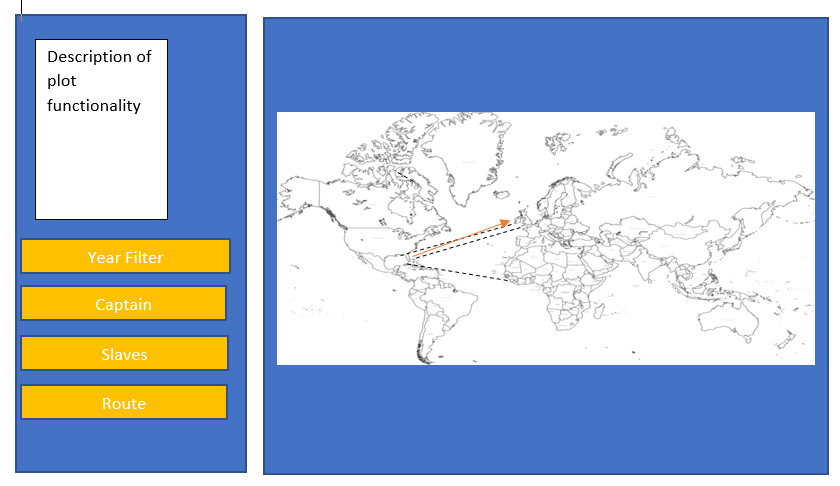 Description of
plot
functionality
Year Filter
Captain
Slaves
Route